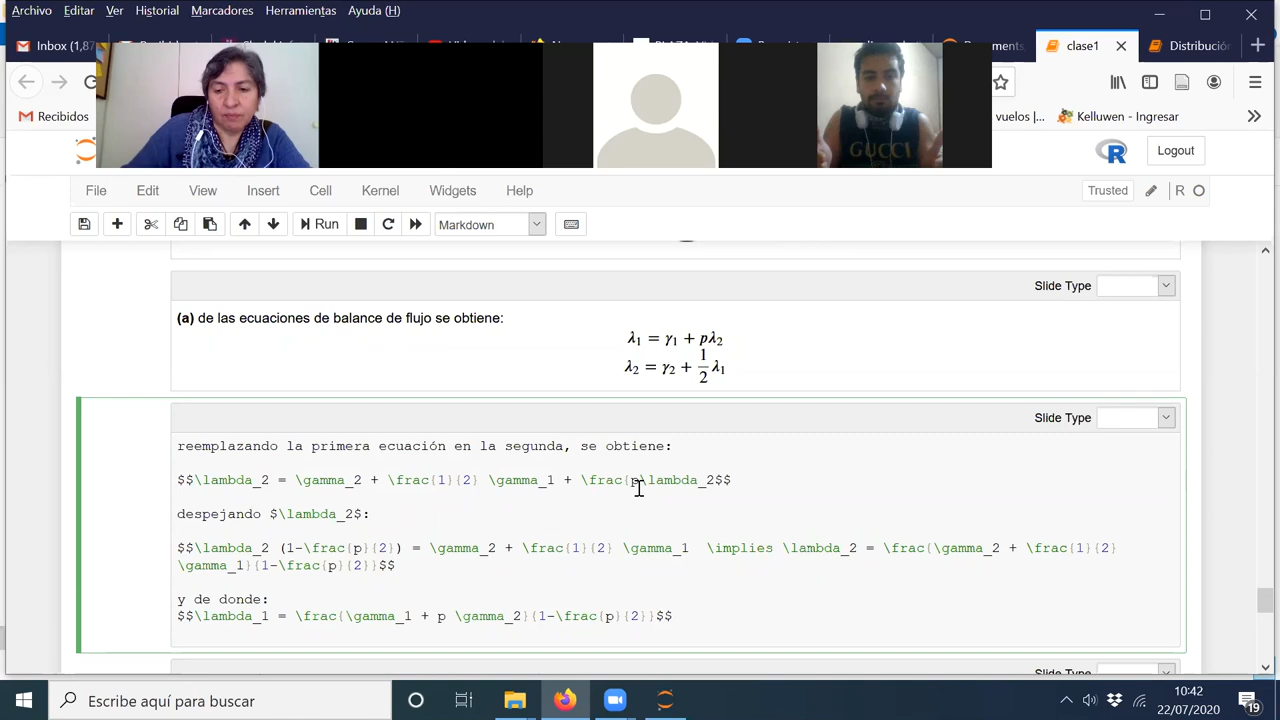 Archivo Editar Ver Historial Marcadores Herramientas Ayuda (H)
Inbox (1,87
clase1
Distribució
Recibidos
GUCCI
vuelos |...
Kelluwen - Ingresar
Logout
File Edit View Insert Cell Kernel Widgets Help
Trusted
R
Run
Markdown
Slide Type
(a) de las ecuaciones de balance de flujo se obtiene:
λ₁ = γ₁ + pλ₂
λ₂ = γ₂ + 1/2 λ₁
Slide Type
reemplazando la primera ecuación en la segunda, se obtiene:
$$\lambda_2 = \gamma_2 + \frac{1}{2} \gamma_1 + \frac{p\lambda_2$$
despejando $\lambda_2$:
$$\lambda_2 (1-\frac{p}{2}) = \gamma_2 + \frac{1}{2} \gamma_1 \implies \lambda_2 = \frac{\gamma_2 + \frac{1}{2}
\gamma_1}{1-\frac{p}{2}}$$
y de donde:
$$\lambda_1 = \frac{\gamma_1 + p \gamma_2}{1-\frac{p}{2}}$$
Escribe aquí para buscar
10:42
22/07/2020
19